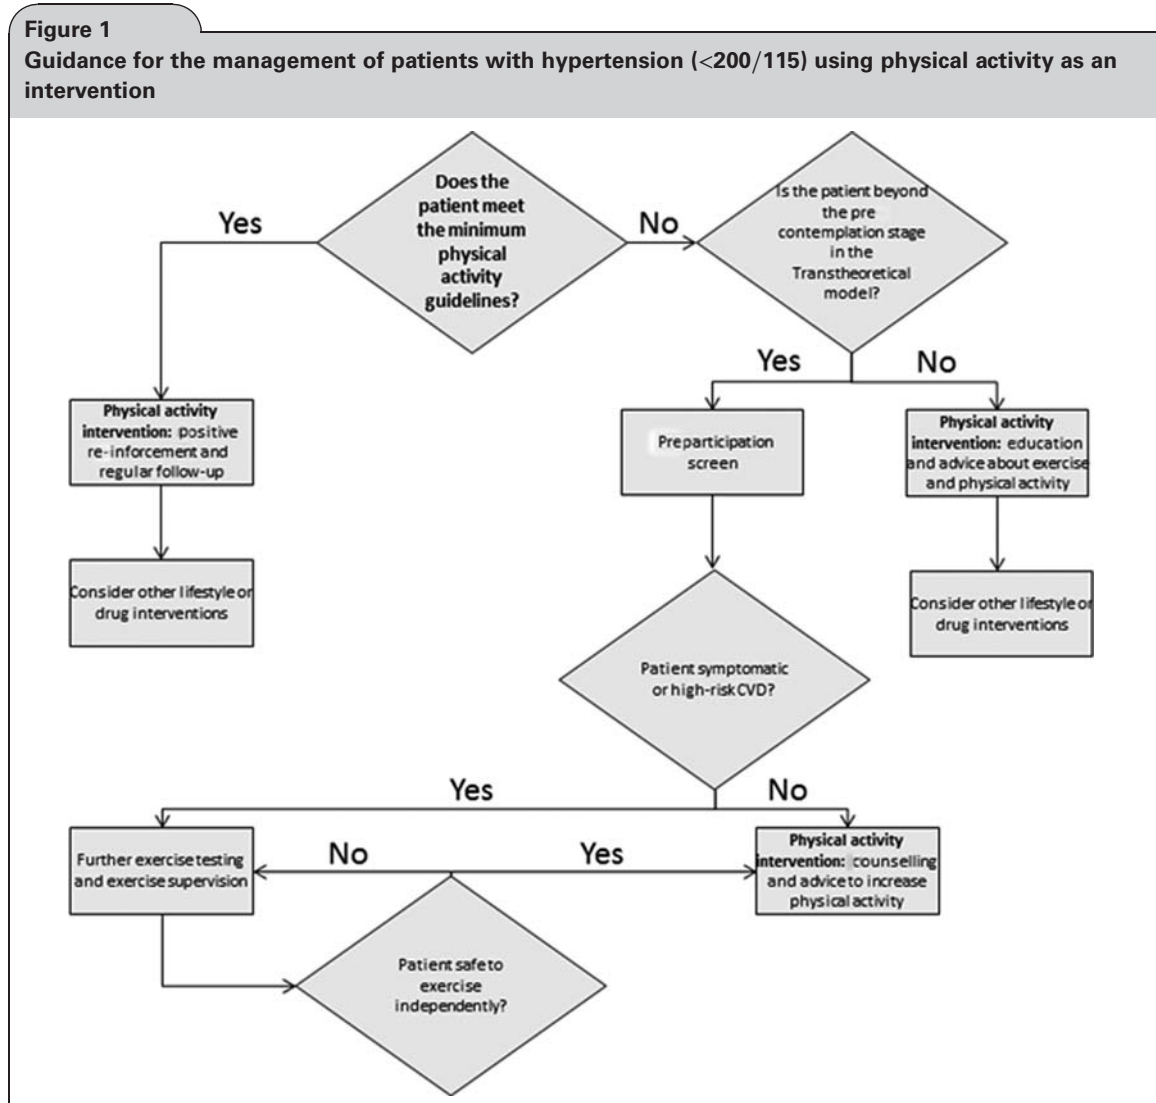 Figure 1
Guidance for the management of patients with hypertension (<200/115) using physical activity as an
intervention
Does the
patient meet
the minimum
physical
activity
guidelines?
Yes
No
Is the patient beyond
the pre
contemplation stage
in the
Transtheoretical
model?
Yes
No
Physical activity
intervention: positive
re-inforcement and
regular follow-up
Preparticipation
screen
Physical activity
intervention: education
and advice about exercise
and physical activity
Consider other lifestyle or
drug interventions
Consider other lifestyle or
drug interventions
Patient symptomatic
or high-risk CVD?
Yes
No
Further exercise testing
and exercise supervision
No
Yes
Physical activity
intervention: counselling
and advice to increase
physical activity
Patient safe to
exercise
independently?